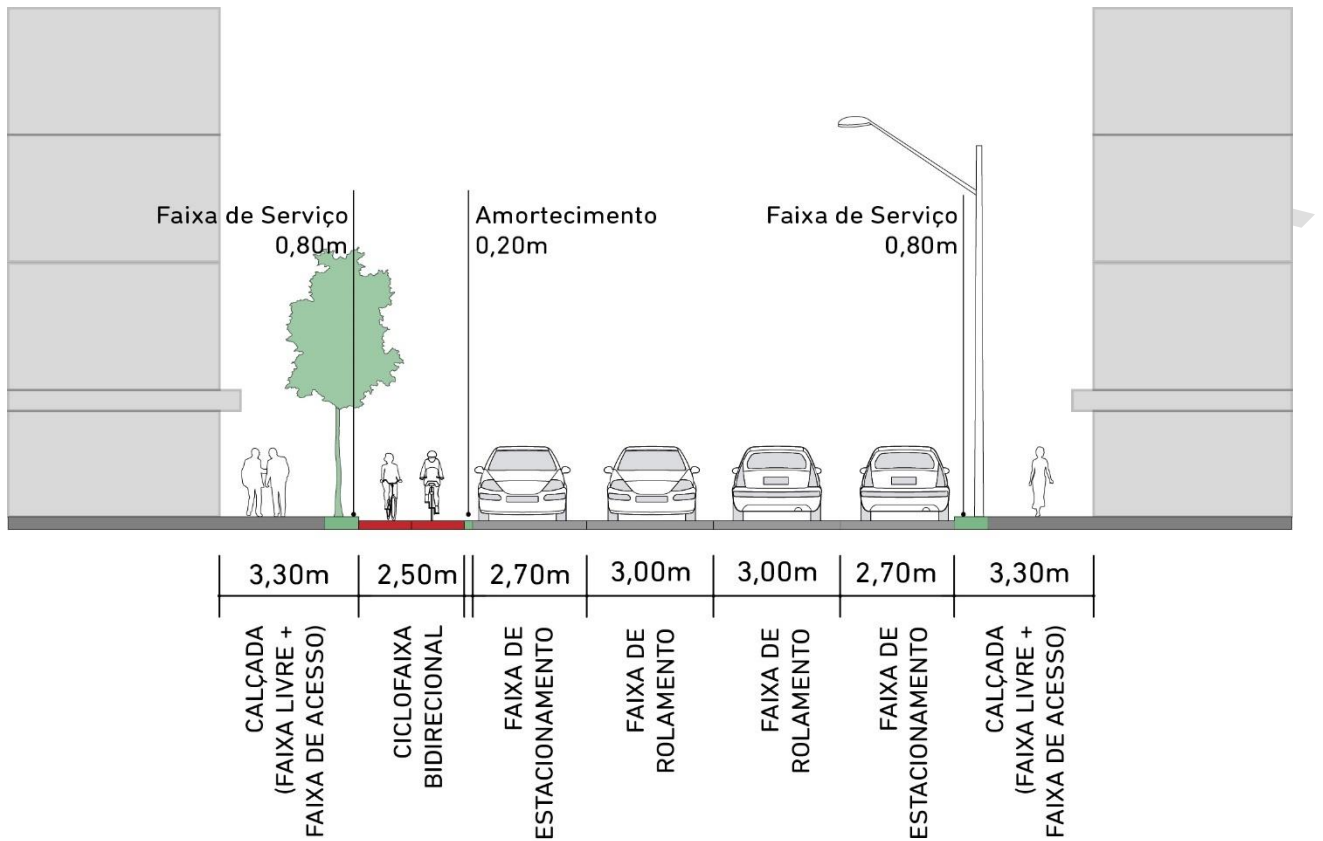 Faixa de Serviço
0,80m
Amortecimento
0,20m
Faixa de Serviço
0,80m
3,30m
2,50m
2,70m
3,00m
3,00m
2,70m
3,30m
CALÇADA
(FAIXA LIVRE +
FAIXA DE ACESSO)
CICLOFAIXA
BIDIRECIONAL
FAIXA DE
ESTACIONAMENTO
FAIXA DE
ROLAMENTO
FAIXA DE
ROLAMENTO
FAIXA DE
ESTACIONAMENTO
CALÇADA
(FAIXA LIVRE +
FAIXA DE ACESSO)